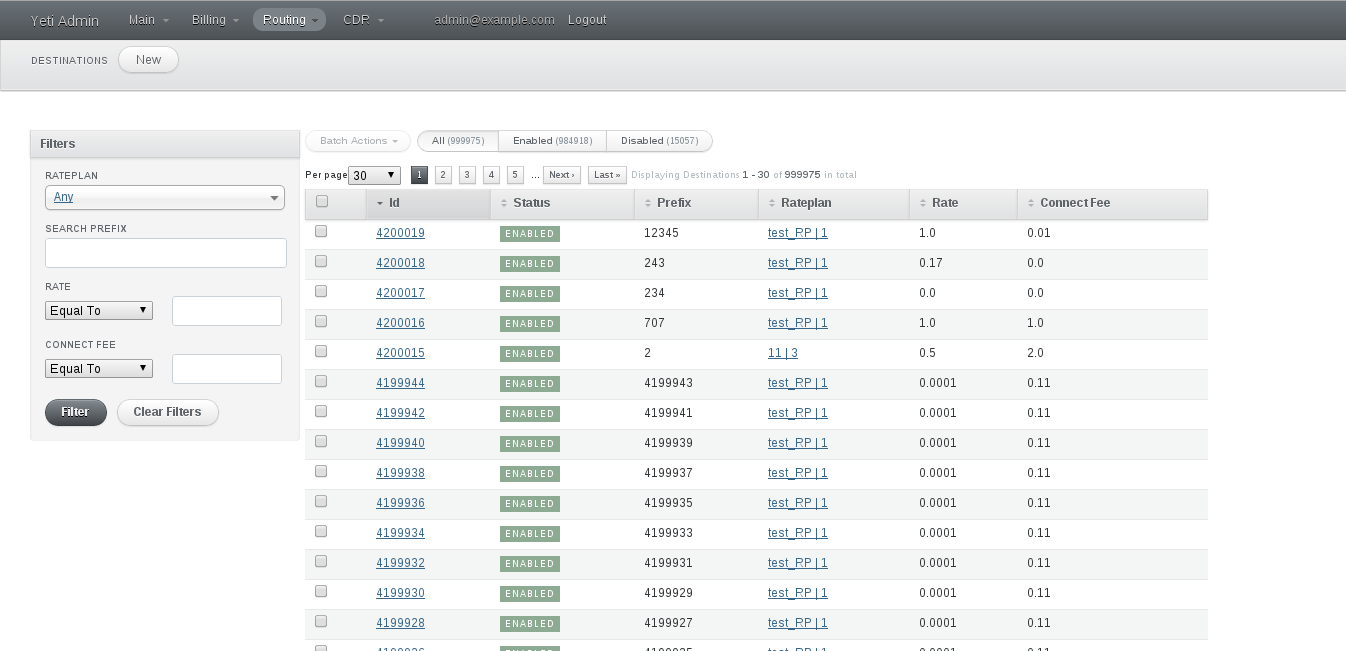 Yeti Admin Main Billing Routing CDR admin@example.com Logout
DESTINATIONS New
Filters
RATEPLAN
Any
SEARCH PREFIX
RATE
Equal To
CONNECT FEE
Equal To
Filter Clear Filters
Batch Actions All (999975) Enabled (984918) Disabled (15057)
Per page 30 1 2 3 4 5 ... Next › Last » Displaying Destinations 1 - 30 of 999975 in total
Id Status Prefix Rateplan Rate Connect Fee
4200019 ENABLED 12345 test_RP | 1 1.0 0.01
4200018 ENABLED 243 test_RP | 1 0.17 0.0
4200017 ENABLED 234 test_RP | 1 0.0 0.0
4200016 ENABLED 707 test_RP | 1 1.0 1.0
4200015 ENABLED 2 11 | 3 0.5 2.0
4199944 ENABLED 4199943 test_RP | 1 0.0001 0.11
4199942 ENABLED 4199941 test_RP | 1 0.0001 0.11
4199940 ENABLED 4199939 test_RP | 1 0.0001 0.11
4199938 ENABLED 4199937 test_RP | 1 0.0001 0.11
4199936 ENABLED 4199935 test_RP | 1 0.0001 0.11
4199934 ENABLED 4199933 test_RP | 1 0.0001 0.11
4199932 ENABLED 4199931 test_RP | 1 0.0001 0.11
4199930 ENABLED 4199929 test_RP | 1 0.0001 0.11
4199928 ENABLED 4199927 test_RP | 1 0.0001 0.11